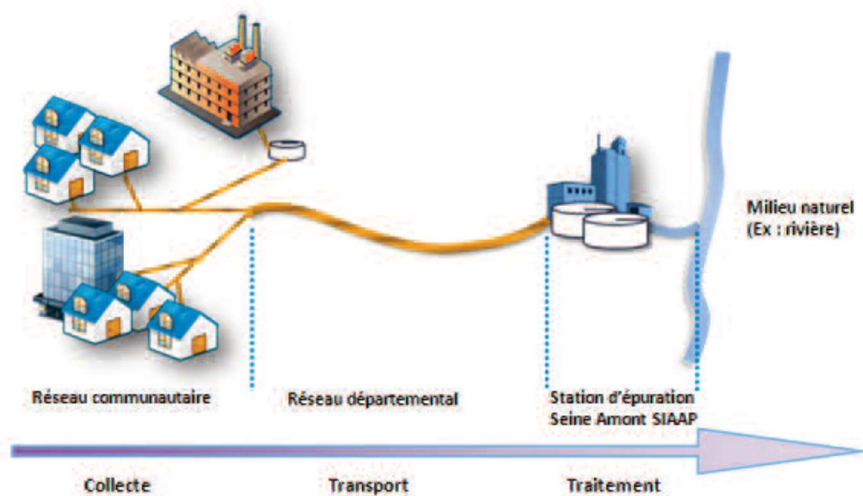 Milieu naturel
(Ex : rivière)
Réseau communautaire
Réseau départemental
Station d'épuration
Seine Amont SIAAP
Collecte
Transport
Traitement